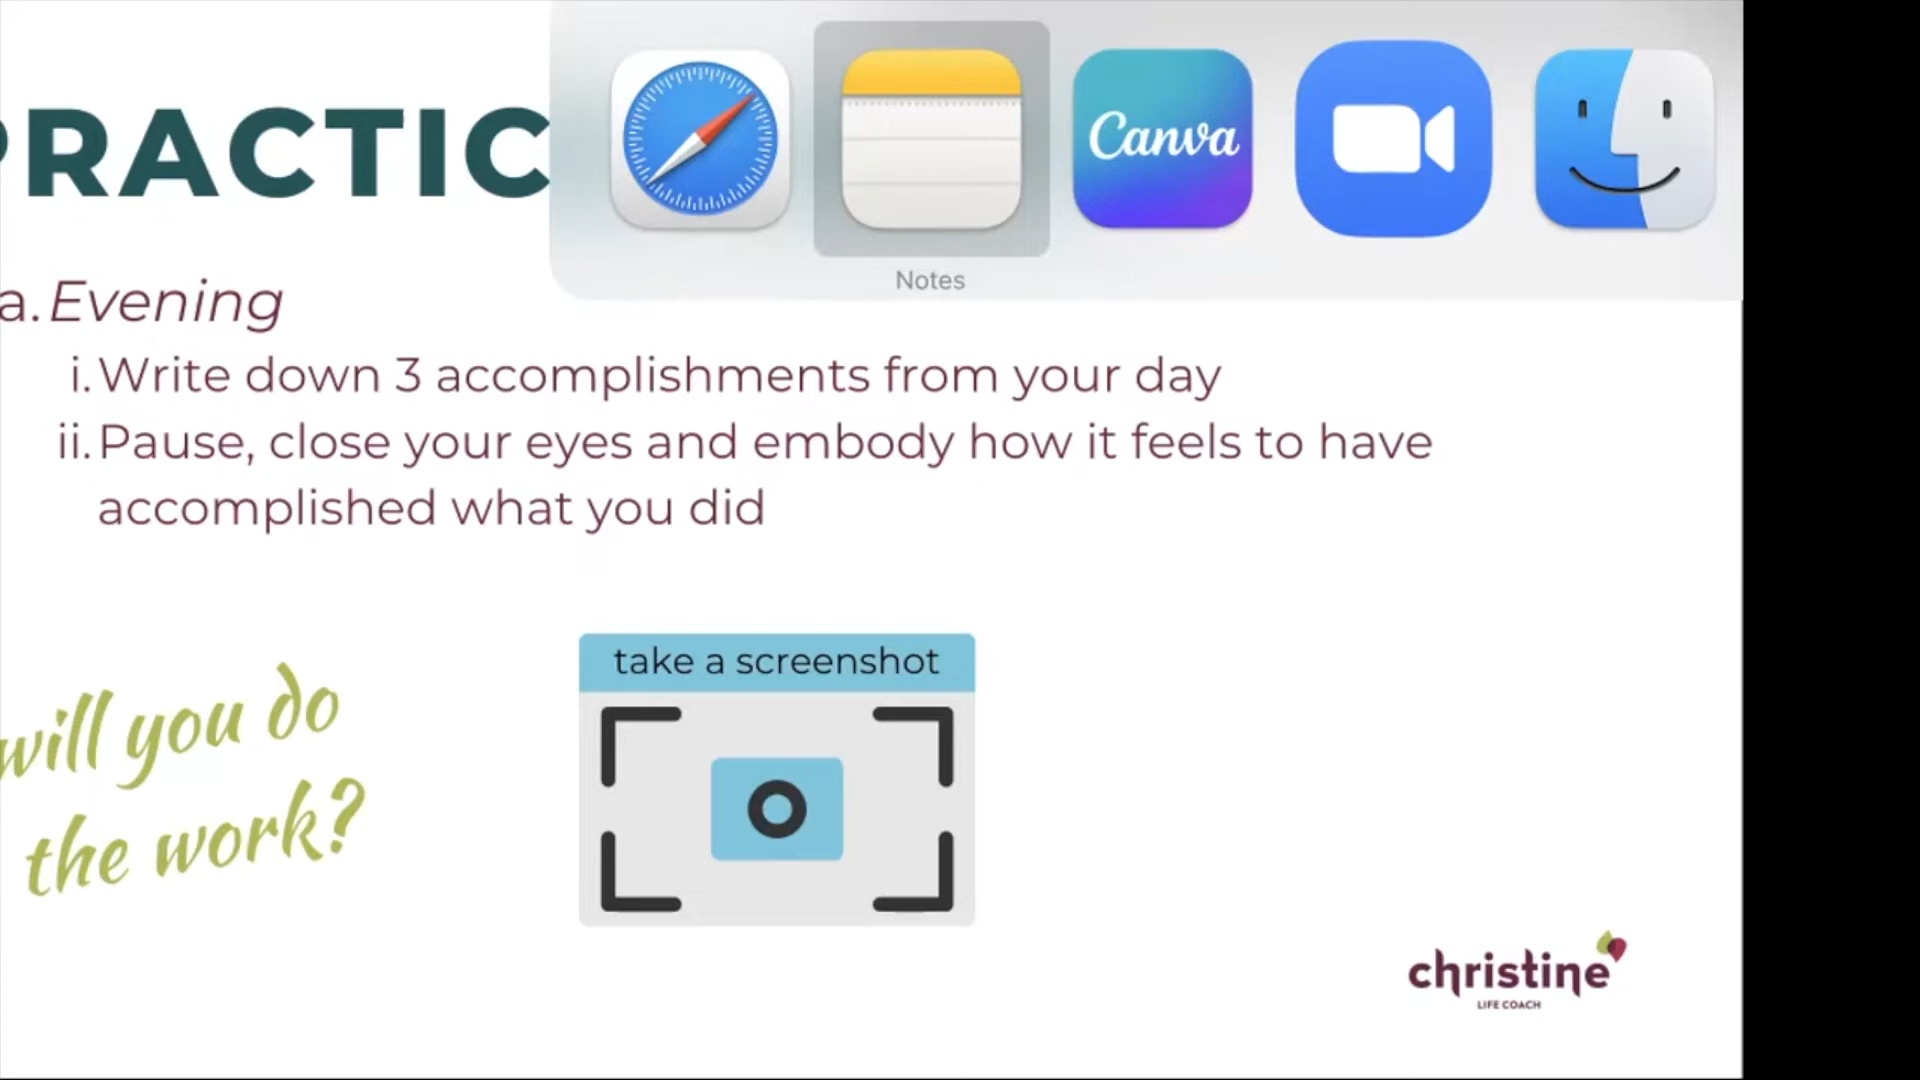 PRACTIC
Canva
Notes
a. Evening
i. Write down 3 accomplishments from your day
ii. Pause, close your eyes and embody how it feels to have
accomplished what you did
take a screenshot
will you do
the work?
christine
LIFE COACH